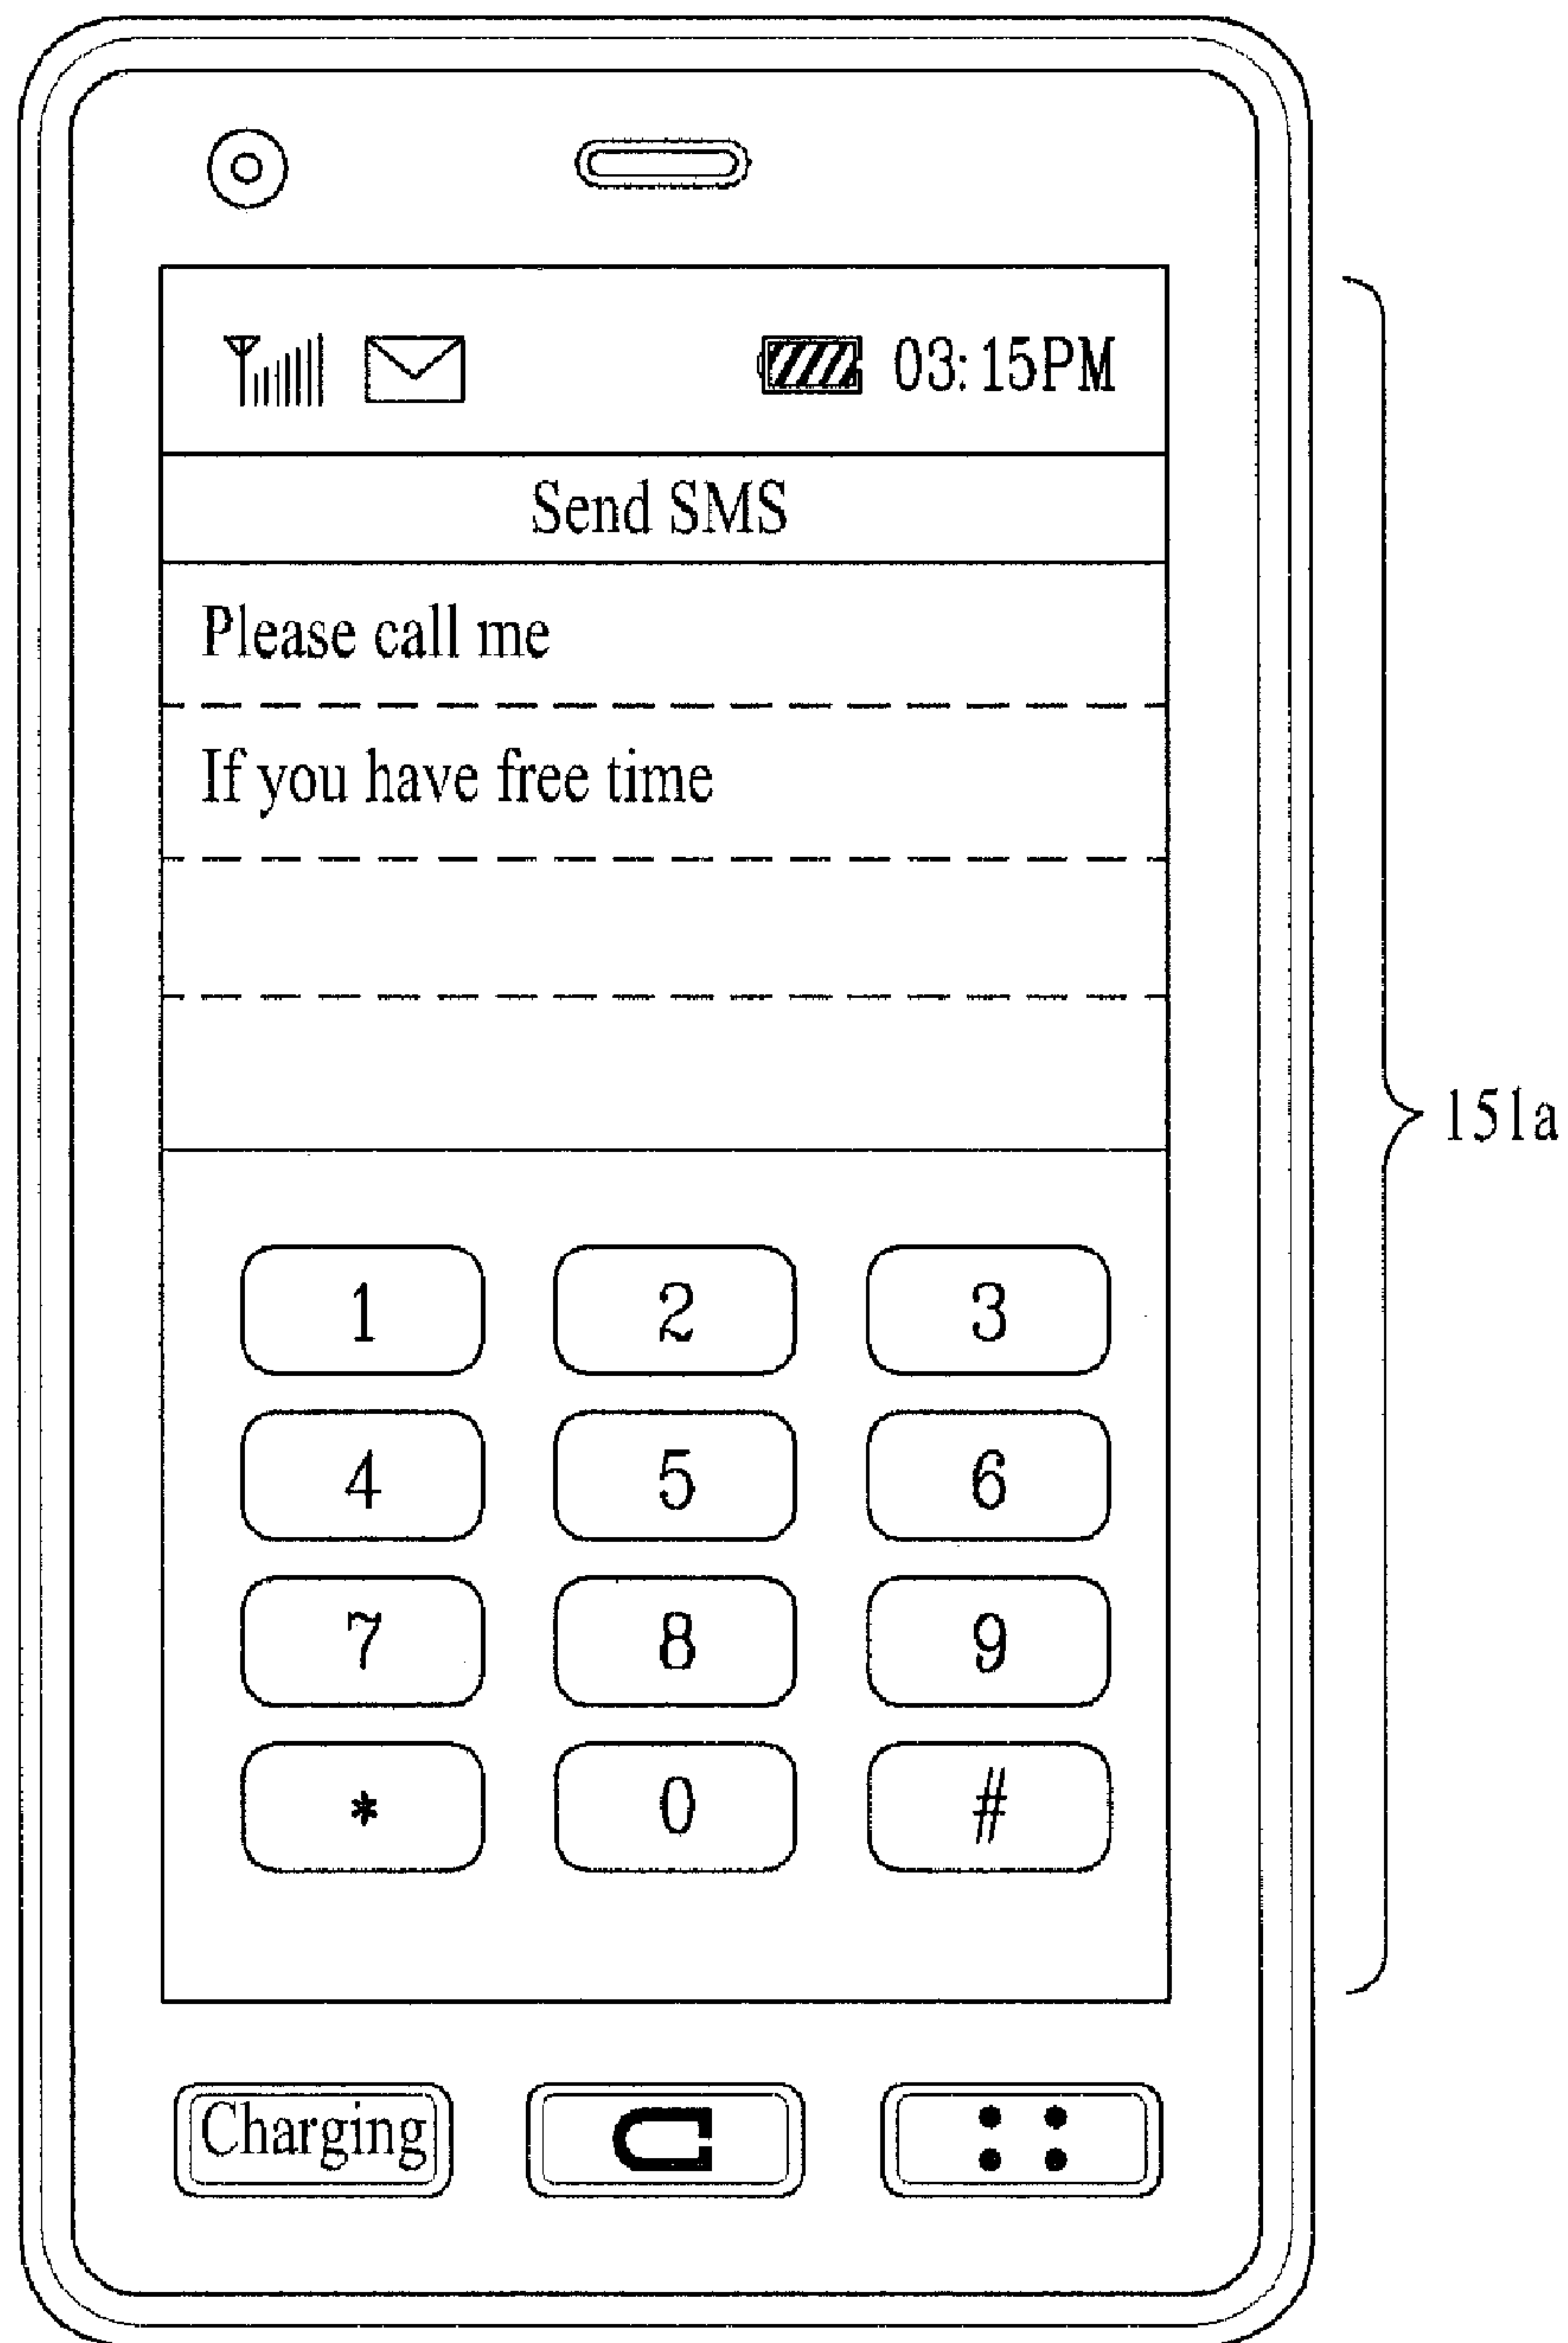 03:15PM
Send SMS
Please call me
If you have free time
151a
1 2 3
4 5 6
7 8 9
* 0 #
Charging